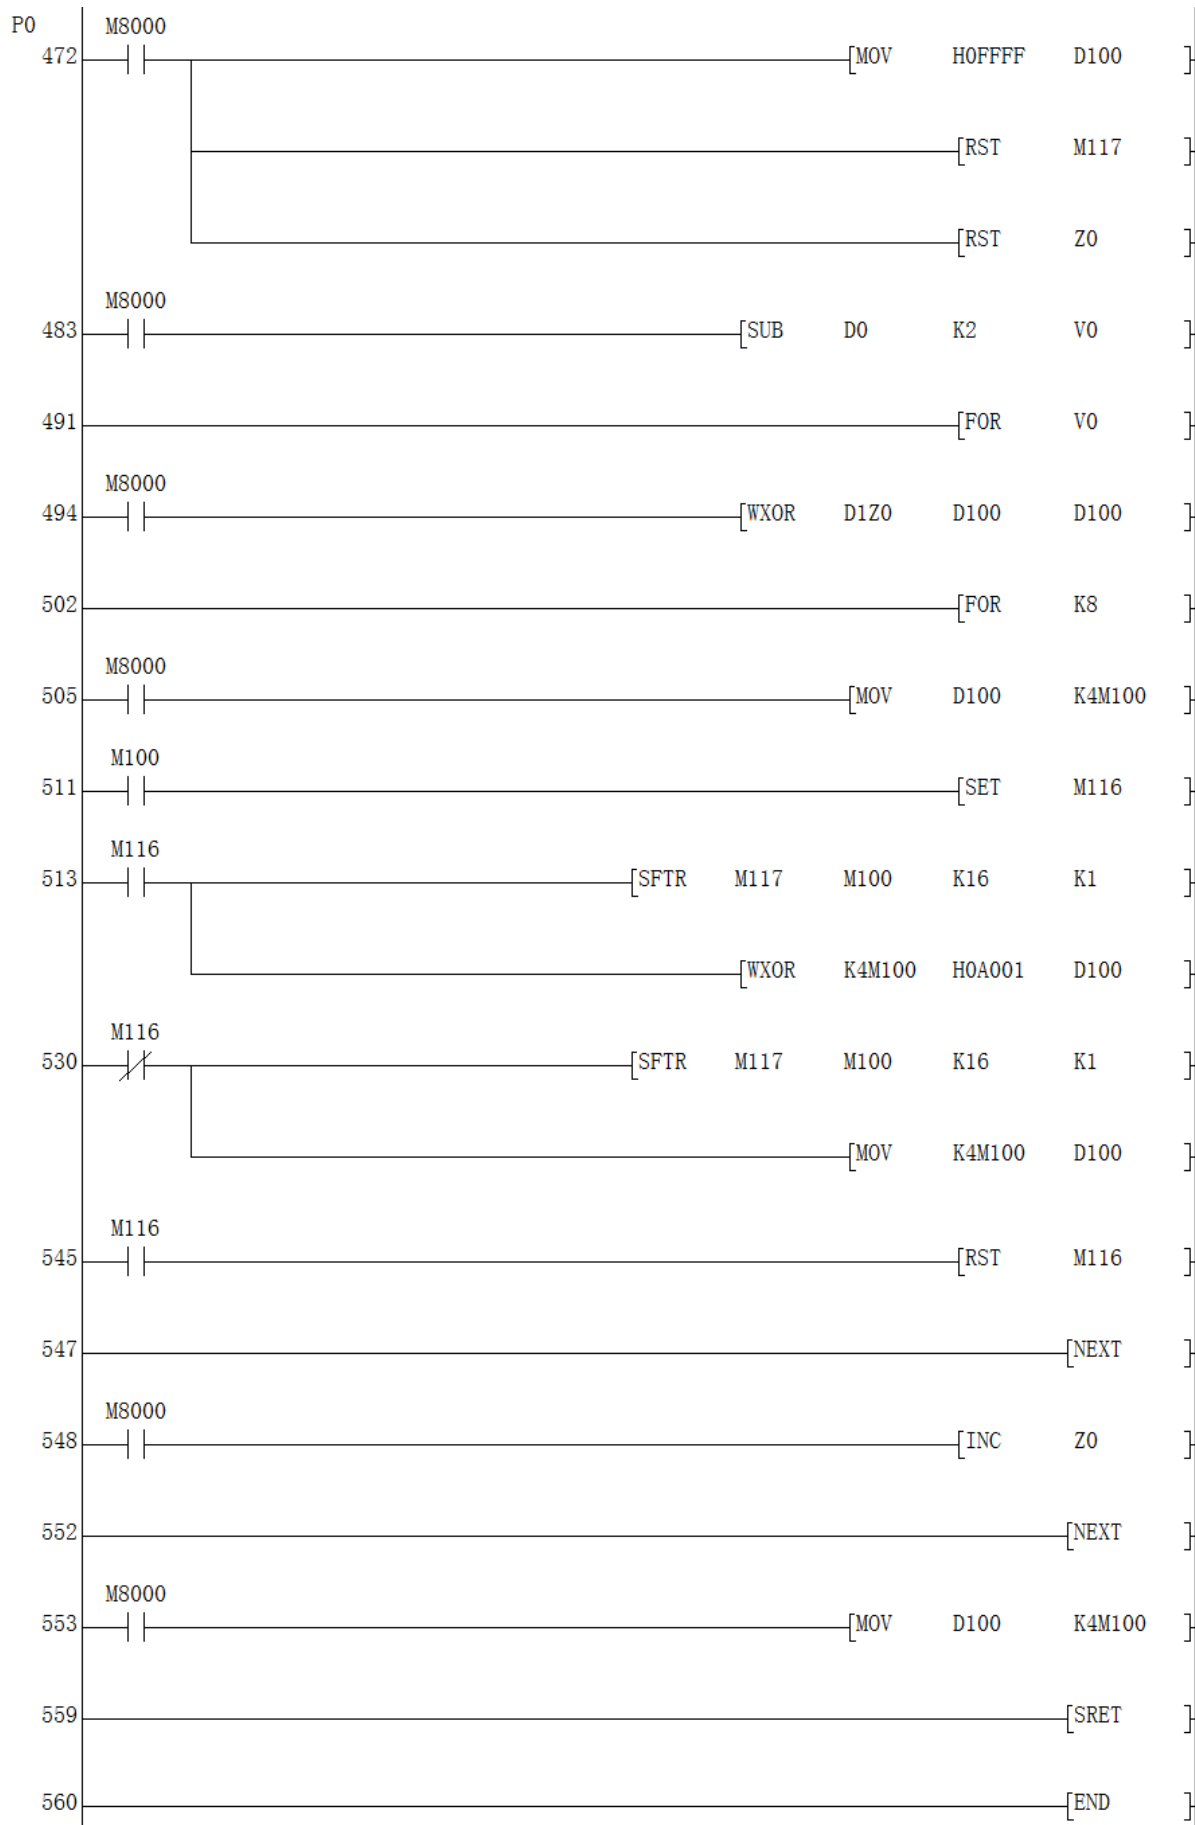 P0
M8000
472 [MOV H0FFFF D100 ]
[RST M117 ]
[RST Z0 ]
M8000
483 [SUB D0 K2 V0 ]
491 [FOR V0 ]
M8000
494 [WXOR D1Z0 D100 D100 ]
502 [FOR K8 ]
M8000
505 [MOV D100 K4M100 ]
M100
511 [SET M116 ]
M116
513 [SFTR M117 M100 K16 K1 ]
[WXOR K4M100 H0A001 D100 ]
M116
530 [SFTR M117 M100 K16 K1 ]
[MOV K4M100 D100 ]
M116
545 [RST M116 ]
547 [NEXT ]
M8000
548 [INC Z0 ]
552 [NEXT ]
M8000
553 [MOV D100 K4M100 ]
559 [SRET ]
560 [END ]